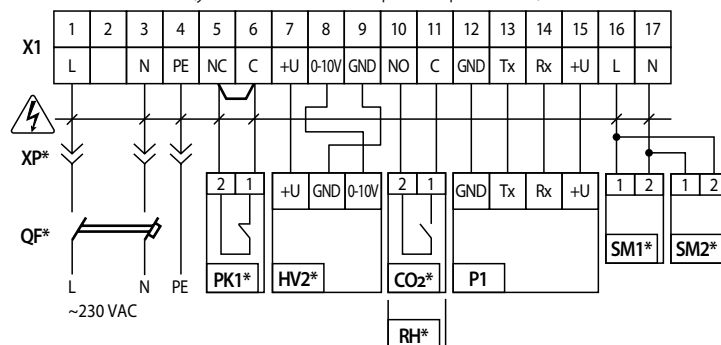 1 2 3 4 5 6 7 8 9 10 11 12 13 14 15 16 17
X1
L N PE NC C +U 0-10V GND NO C GND Tx Rx +U L N
XP*
2 1 +U GND 0-10V 2 1 GND Tx Rx +U 1 2 1 2
QF*
SM1* SM2*
PK1* HV2* CO2* P1
L N PE
~230 VAC
RH*